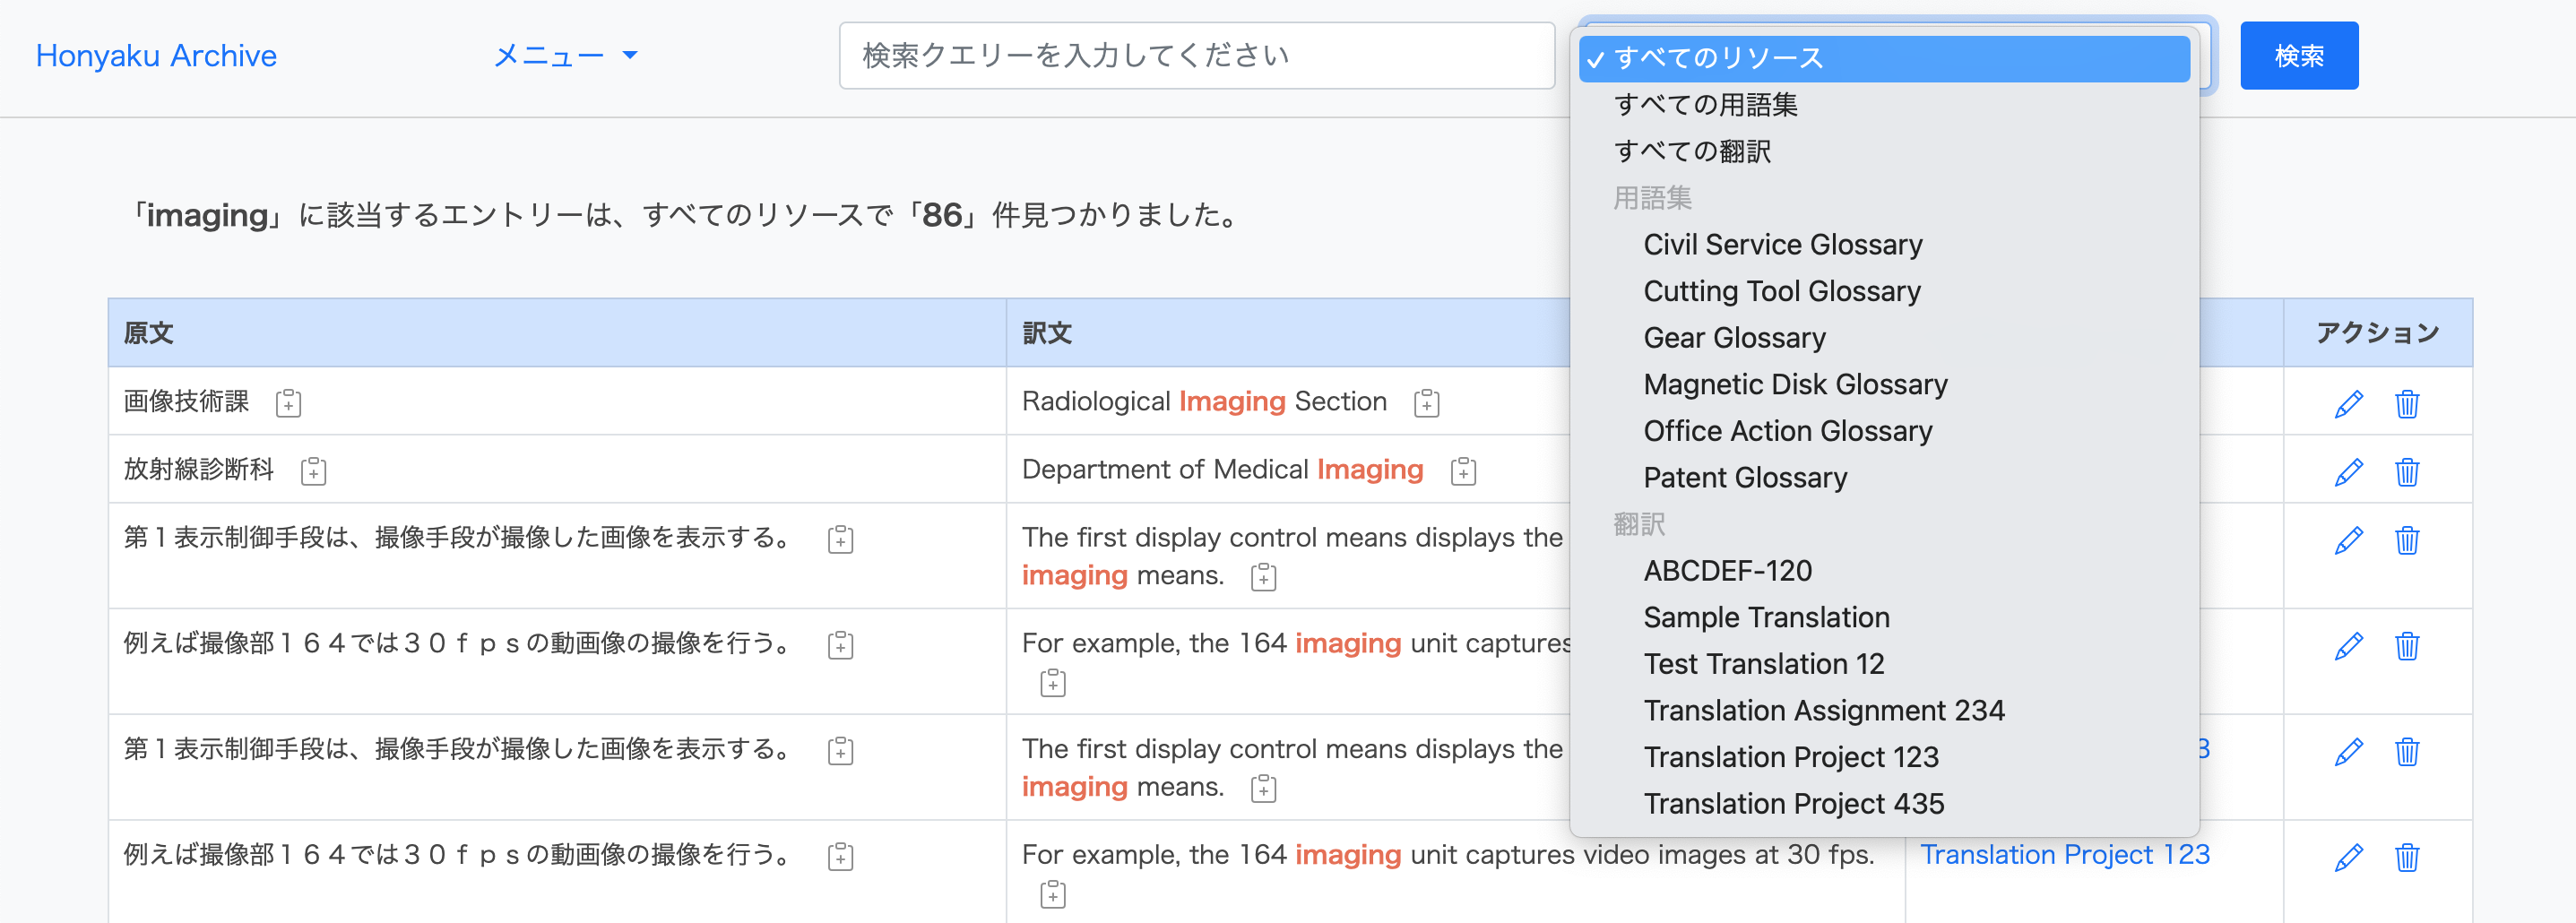 Honyaku Archive
メニュー
検索クエリーを入力してください
検索
すべてのリソース
すべての用語集
すべての翻訳
用語集
Civil Service Glossary
Cutting Tool Glossary
Gear Glossary
Magnetic Disk Glossary
Office Action Glossary
Patent Glossary
翻訳
ABCDEF-120
Sample Translation
Test Translation 12
Translation Assignment 234
Translation Project 123
Translation Project 435
「imaging」に該当するエントリーは、すべてのリソースで「86」件見つかりました。
原文
訳文
アクション
画像技術課
Radiological Imaging Section
放射線診断科
Department of Medical Imaging
第１表示制御手段は、撮像手段が撮像した画像を表示する。
The first display control means displays the
imaging means.
例えば撮像部１６４では３０ｆｐｓの動画像の撮像を行う。
For example, the 164 imaging unit captures
第１表示制御手段は、撮像手段が撮像した画像を表示する。
The first display control means displays the
imaging means.
3
例えば撮像部１６４では３０ｆｐｓの動画像の撮像を行う。
For example, the 164 imaging unit captures video images at 30 fps.
Translation Project 123